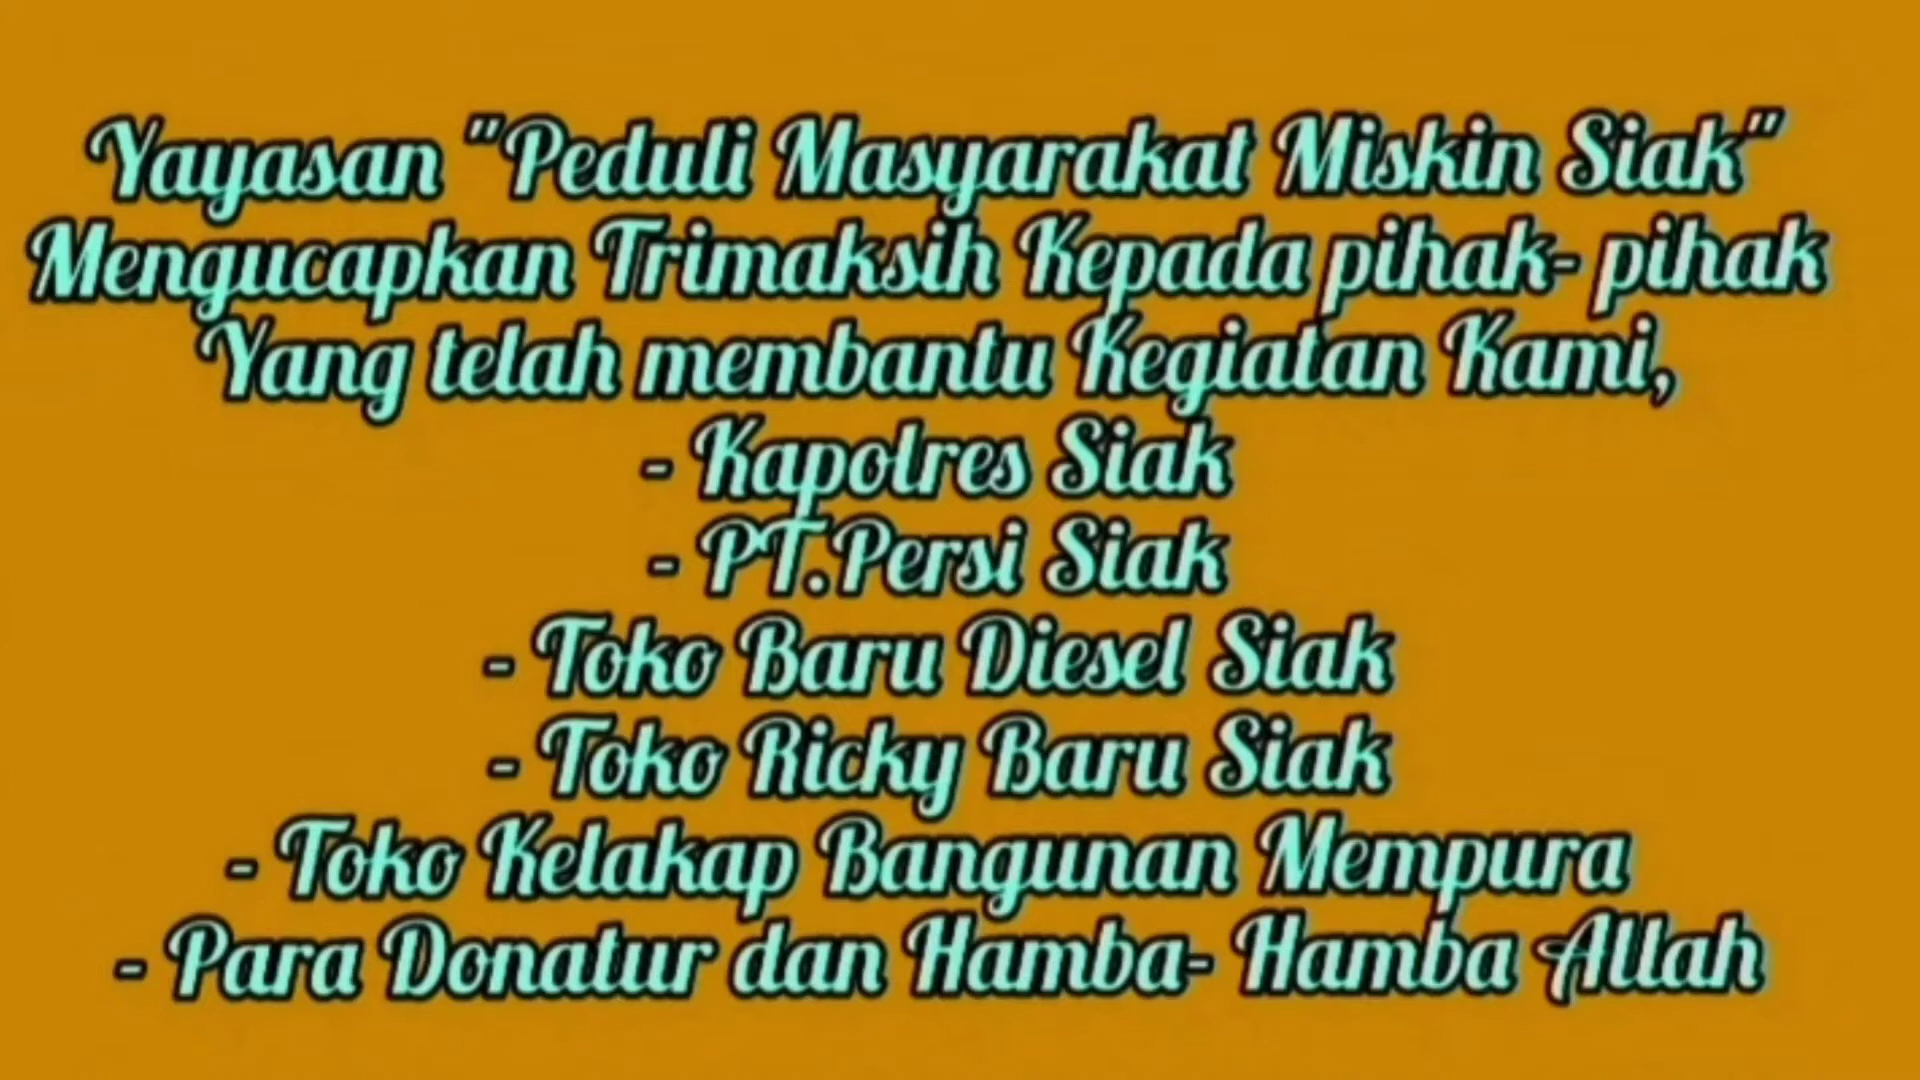 Yayasan "Peduli Masyarakat Miskin Siak"
Mengucapkan Trimaksih Kepada pihak- pihak
Yang telah membantu Kegiatan Kami,
- Kapolres Siak
- PT.Persi Siak
- Toko Baru Diesel Siak
- Toko Ricky Baru Siak
- Toko Kelakap Bangunan Mempura
- Para Donatur dan Hamba- Hamba Allah